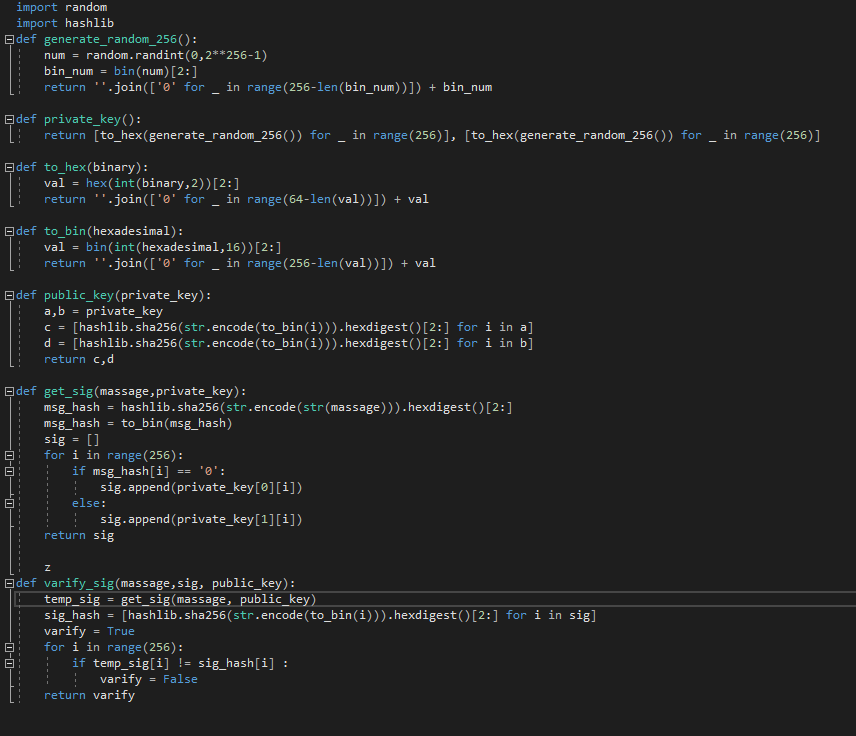 import random
import hashlib
def generate_random_256():
    num = random.randint(0,2**256-1)
    bin_num = bin(num)[2:]
    return ''.join(['0' for _ in range(256-len(bin_num))]) + bin_num

def private_key():
    return [to_hex(generate_random_256()) for _ in range(256)], [to_hex(generate_random_256()) for _ in range(256)]

def to_hex(binary):
    val = hex(int(binary,2))[2:]
    return ''.join(['0' for _ in range(64-len(val))]) + val

def to_bin(hexadesimal):
    val = bin(int(hexadesimal,16))[2:]
    return ''.join(['0' for _ in range(256-len(val))]) + val

def public_key(private_key):
    a,b = private_key
    c = [hashlib.sha256(str.encode(to_bin(i))).hexdigest()[2:] for i in a]
    d = [hashlib.sha256(str.encode(to_bin(i))).hexdigest()[2:] for i in b]
    return c,d

def get_sig(massage,private_key):
    msg_hash = hashlib.sha256(str.encode(str(massage))).hexdigest()[2:]
    msg_hash = to_bin(msg_hash)
    sig = []
    for i in range(256):
        if msg_hash[i] == '0':
            sig.append(private_key[0][i])
        else:
            sig.append(private_key[1][i])
    return sig

    z
def varify_sig(massage,sig, public_key):
    temp_sig = get_sig(massage, public_key)
    sig_hash = [hashlib.sha256(str.encode(to_bin(i))).hexdigest()[2:] for i in sig]
    varify = True
    for i in range(256):
        if temp_sig[i] != sig_hash[i] :
            varify = False
    return varify